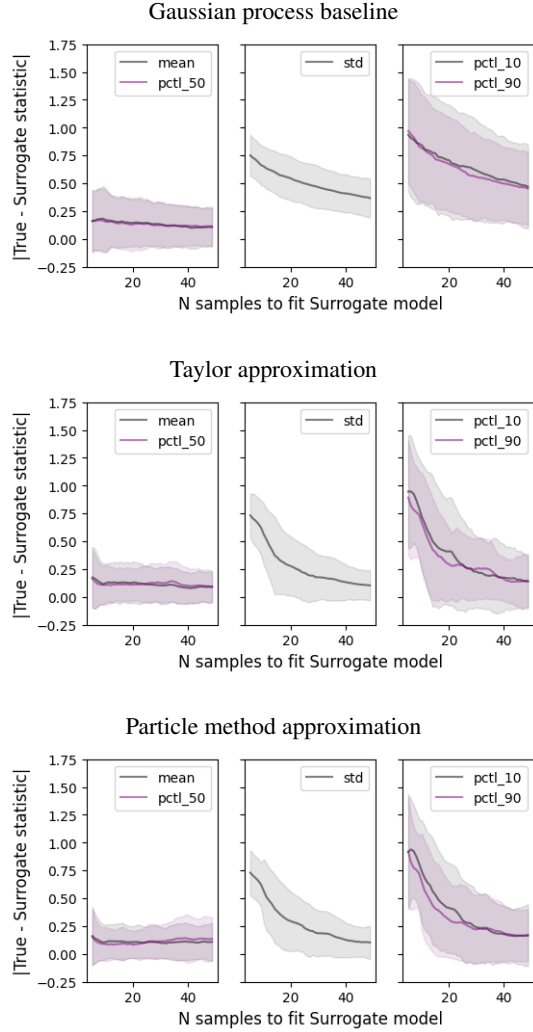 Gaussian process baseline
|True - Surrogate statistic|
1.75
1.50
1.25
1.00
0.75
0.50
0.25
0.00
−0.25
mean
pctl_50
std
pctl_10
pctl_90
20 40 20 40 20 40
N samples to fit Surrogate model
Taylor approximation
|True - Surrogate statistic|
1.75
1.50
1.25
1.00
0.75
0.50
0.25
0.00
−0.25
mean
pctl_50
std
pctl_10
pctl_90
20 40 20 40 20 40
N samples to fit Surrogate model
Particle method approximation
|True - Surrogate statistic|
1.75
1.50
1.25
1.00
0.75
0.50
0.25
0.00
−0.25
mean
pctl_50
std
pctl_10
pctl_90
20 40 20 40 20 40
N samples to fit Surrogate model